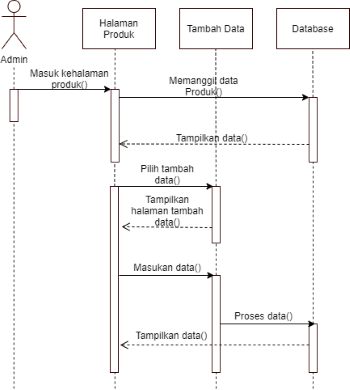 Halaman
Produk
Tambah Data
Database
Admin
Masuk kehalaman
produk()
Memanggil data
Produk()
Tampilkan data()
Pilih tambah
data()
Tampilkan
halaman tambah
data()
Masukan data()
Proses data()
Tampilkan data()